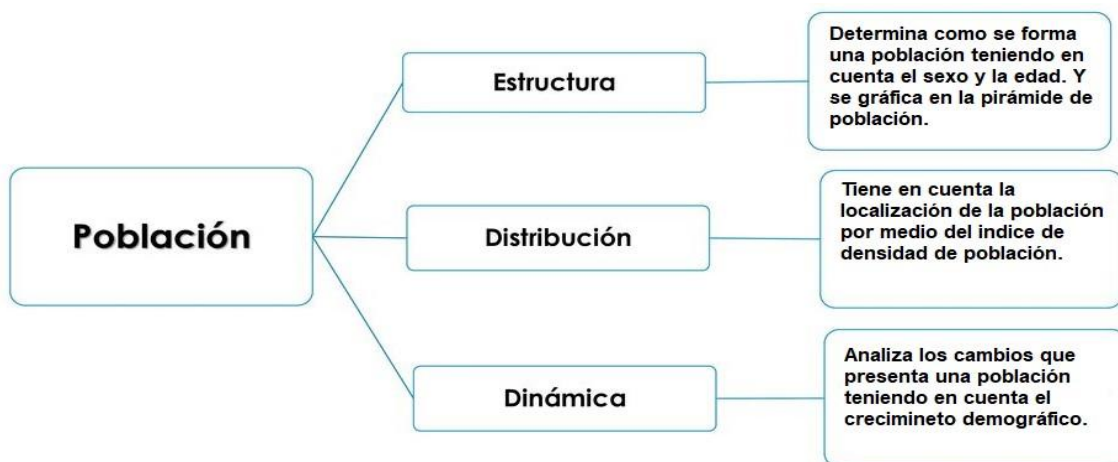 Población
Estructura
Determina como se forma
una población teniendo en
cuenta el sexo y la edad. Y
se gráfica en la pirámide de
población.
Distribución
Tiene en cuenta la
localización de la población
por medio del indice de
densidad de población.
Dinámica
Analiza los cambios que
presenta una población
teniendo en cuenta el
crecimineto demográfico.